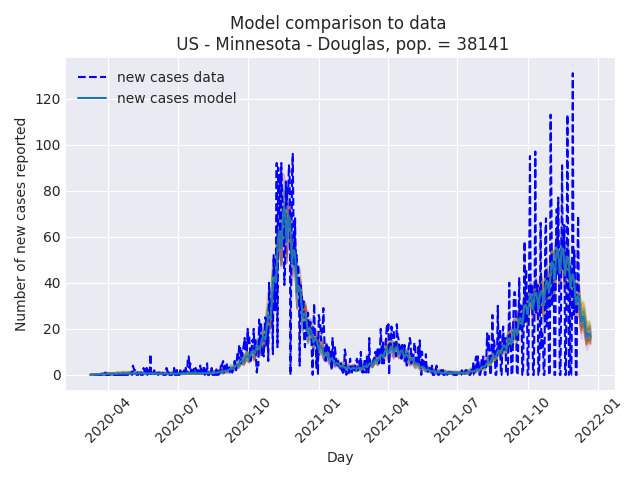 Model comparison to data
US - Minnesota - Douglas, pop. = 38141
new cases data
new cases model
Number of new cases reported
120
100
80
60
40
20
0
2020-04
2020-07
2020-10
2021-01
2021-04
2021-07
2021-10
2022-01
Day